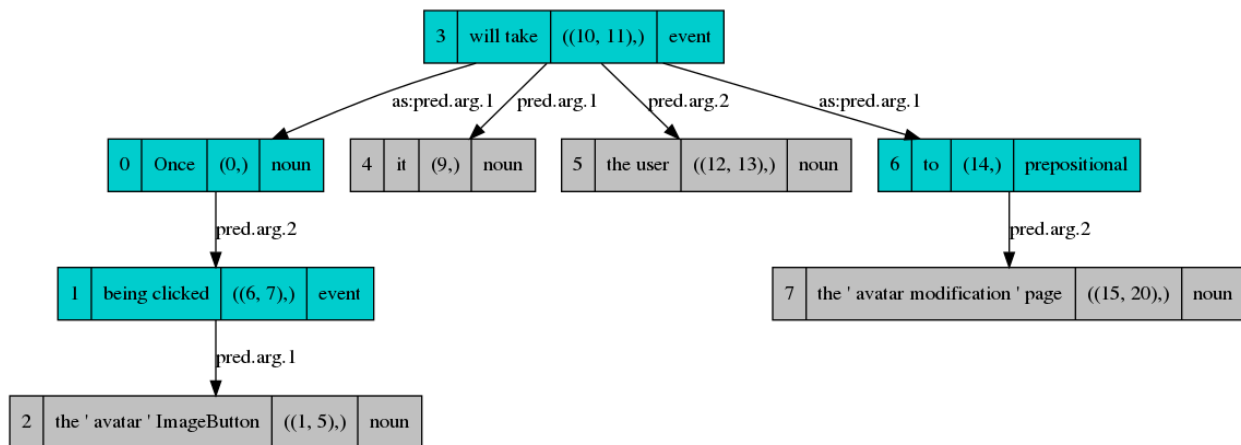 3 will take ((10, 11),) event
as:pred.arg.1 pred.arg.1 pred.arg.2 as:pred.arg.1
0 Once (0,) noun 4 it (9,) noun 5 the user ((12, 13),) noun 6 to (14,) prepositional
pred.arg.2 pred.arg.2
1 being clicked ((6, 7),) event 7 the ' avatar modification ' page ((15, 20),) noun
pred.arg.1
2 the ' avatar ' ImageButton ((1, 5),) noun